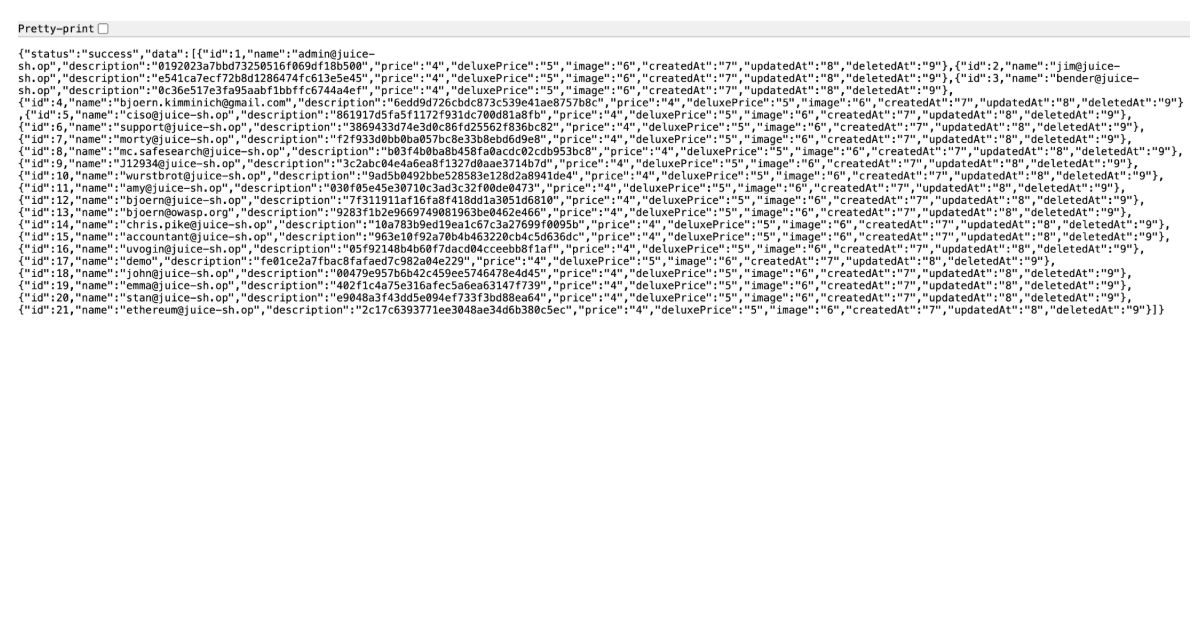 Pretty-print
{"status":"success","data":[{"id":1,"name":"admin@juice-
sh.op","description":"0192023a7bbd73250516f069df18b500","price":"4","deluxePrice":"5","image":"6","createdAt":"7","updatedAt":"8","deletedAt":"9"},{"id":2,"name":"jim@juice-
sh.op","description":"e541ca7ecf72b8d1286474fc613e5e45","price":"4","deluxePrice":"5","image":"6","createdAt":"7","updatedAt":"8","deletedAt":"9"},{"id":3,"name":"bender@juice-
sh.op","description":"0c36e517e3fa95aabf1bbffc6744a4ef","price":"4","deluxePrice":"5","image":"6","createdAt":"7","updatedAt":"8","deletedAt":"9"},
{"id":4,"name":"bjoern.kimminich@gmail.com","description":"6edd9d726cbdc873c539e41ae8757b8c","price":"4","deluxePrice":"5","image":"6","createdAt":"7","updatedAt":"8","deletedAt":"9"}
,{"id":5,"name":"ciso@juice-sh.op","description":"861917d5fa5f1172f931dc700d81a8fb","price":"4","deluxePrice":"5","image":"6","createdAt":"7","updatedAt":"8","deletedAt":"9"},
{"id":6,"name":"support@juice-sh.op","description":"3869433d74e3d0c86fd25562f836bc82","price":"4","deluxePrice":"5","image":"6","createdAt":"7","updatedAt":"8","deletedAt":"9"},
{"id":7,"name":"morty@juice-sh.op","description":"f2f933d0bb0ba057bc8e33b8ebd6d9e8","price":"4","deluxePrice":"5","image":"6","createdAt":"7","updatedAt":"8","deletedAt":"9"},
{"id":8,"name":"mc.safesearch@juice-sh.op","description":"b03f4b0ba8b458fa0acdc02cdb953bc8","price":"4","deluxePrice":"5","image":"6","createdAt":"7","updatedAt":"8","deletedAt":"9"},
{"id":9,"name":"J12934@juice-sh.op","description":"3c2abc04e4a6ea8f1327d0aae3714b7d","price":"4","deluxePrice":"5","image":"6","createdAt":"7","updatedAt":"8","deletedAt":"9"},
{"id":10,"name":"wurstbrot@juice-sh.op","description":"9ad5b0492bbe528583e128d2a8941de4","price":"4","deluxePrice":"5","image":"6","createdAt":"7","updatedAt":"8","deletedAt":"9"},
{"id":11,"name":"amy@juice-sh.op","description":"030f05e45e30710c3ad3c32f00de0473","price":"4","deluxePrice":"5","image":"6","createdAt":"7","updatedAt":"8","deletedAt":"9"},
{"id":12,"name":"bjoern@juice-sh.op","description":"7f311911af16fa8f418dd1a3051d6810","price":"4","deluxePrice":"5","image":"6","createdAt":"7","updatedAt":"8","deletedAt":"9"},
{"id":13,"name":"bjoern@owasp.org","description":"9283f1b2e9669749081963be0462e466","price":"4","deluxePrice":"5","image":"6","createdAt":"7","updatedAt":"8","deletedAt":"9"},
{"id":14,"name":"chris.pike@juice-sh.op","description":"10a783b9ed19ea1c67c3a27699f0095b","price":"4","deluxePrice":"5","image":"6","createdAt":"7","updatedAt":"8","deletedAt":"9"},
{"id":15,"name":"accountant@juice-sh.op","description":"963e10f92a70b4b463220cb4c5d636dc","price":"4","deluxePrice":"5","image":"6","createdAt":"7","updatedAt":"8","deletedAt":"9"},
{"id":16,"name":"uvogin@juice-sh.op","description":"05f92148b4b60f7dacd04cceebb8f1af","price":"4","deluxePrice":"5","image":"6","createdAt":"7","updatedAt":"8","deletedAt":"9"},
{"id":17,"name":"demo","description":"fe01ce2a7fbac8fafaed7c982a04e229","price":"4","deluxePrice":"5","image":"6","createdAt":"7","updatedAt":"8","deletedAt":"9"},
{"id":18,"name":"john@juice-sh.op","description":"00479e957b6b42c459ee5746478e4d45","price":"4","deluxePrice":"5","image":"6","createdAt":"7","updatedAt":"8","deletedAt":"9"},
{"id":19,"name":"emma@juice-sh.op","description":"402f1c4a75e316afec5a6ea63147f739","price":"4","deluxePrice":"5","image":"6","createdAt":"7","updatedAt":"8","deletedAt":"9"},
{"id":20,"name":"stan@juice-sh.op","description":"e9048a3f43dd5e094ef733f3bd88ea64","price":"4","deluxePrice":"5","image":"6","createdAt":"7","updatedAt":"8","deletedAt":"9"},
{"id":21,"name":"ethereum@juice-sh.op","description":"2c17c6393771ee3048ae34d6b380c5ec","price":"4","deluxePrice":"5","image":"6","createdAt":"7","updatedAt":"8","deletedAt":"9"}]}